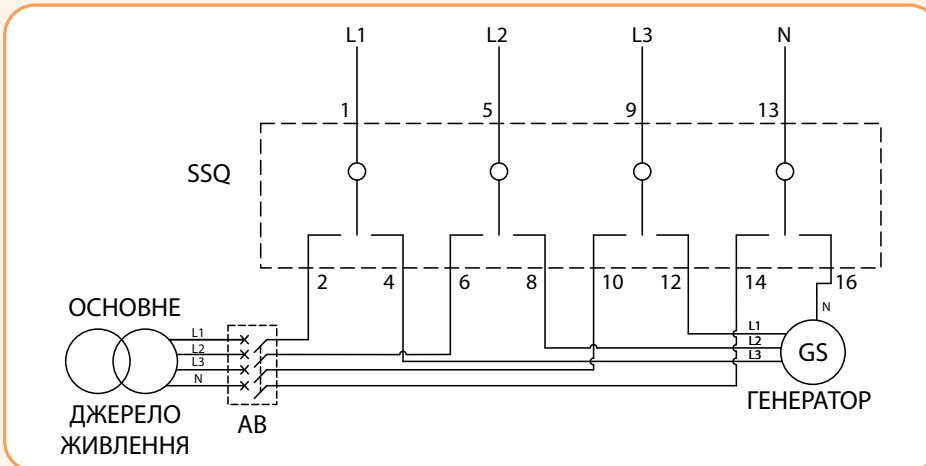 L1 L2 L3 N
1 5 9 13
SSQ
2 4 6 8 10 12 14 16
ОСНОВНЕ
ДЖЕРЕЛО
ЖИВЛЕННЯ
L1
L2
L3
N
АВ
N
L1
L2
L3
GS
ГЕНЕРАТОР